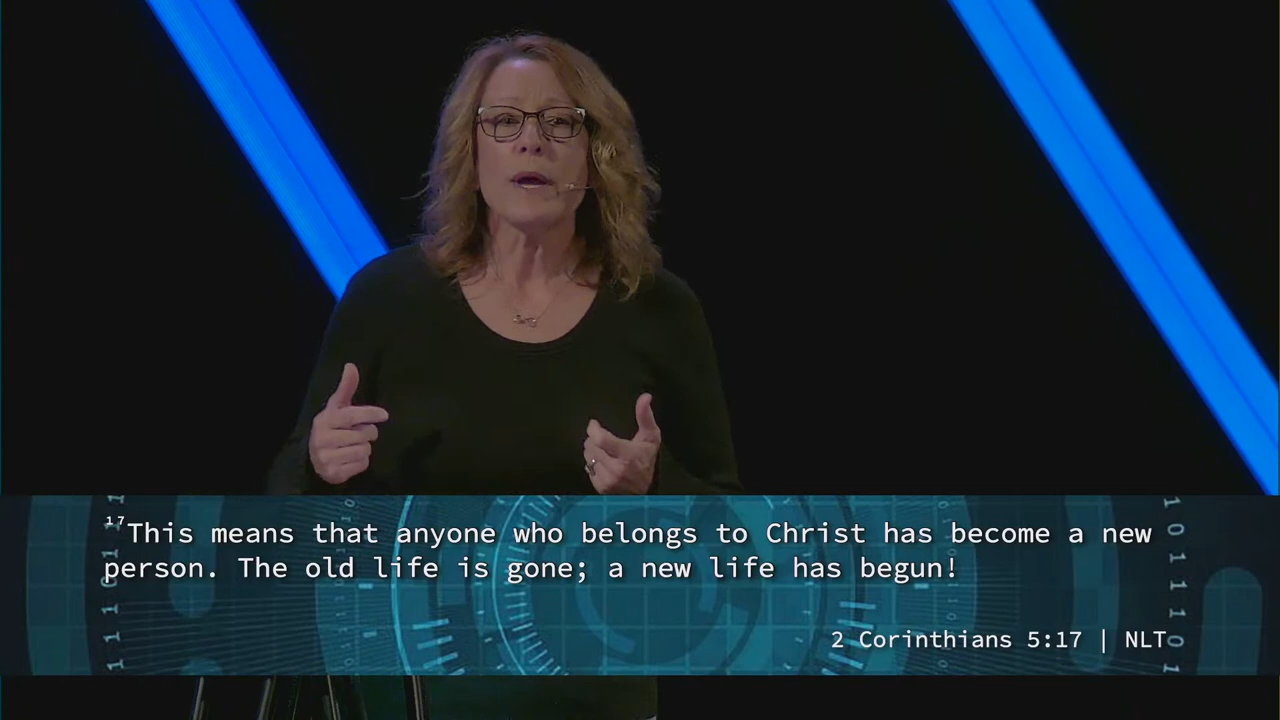 ¹⁷This means that anyone who belongs to Christ has become a new
person. The old life is gone; a new life has begun!
2 Corinthians 5:17 | NLT